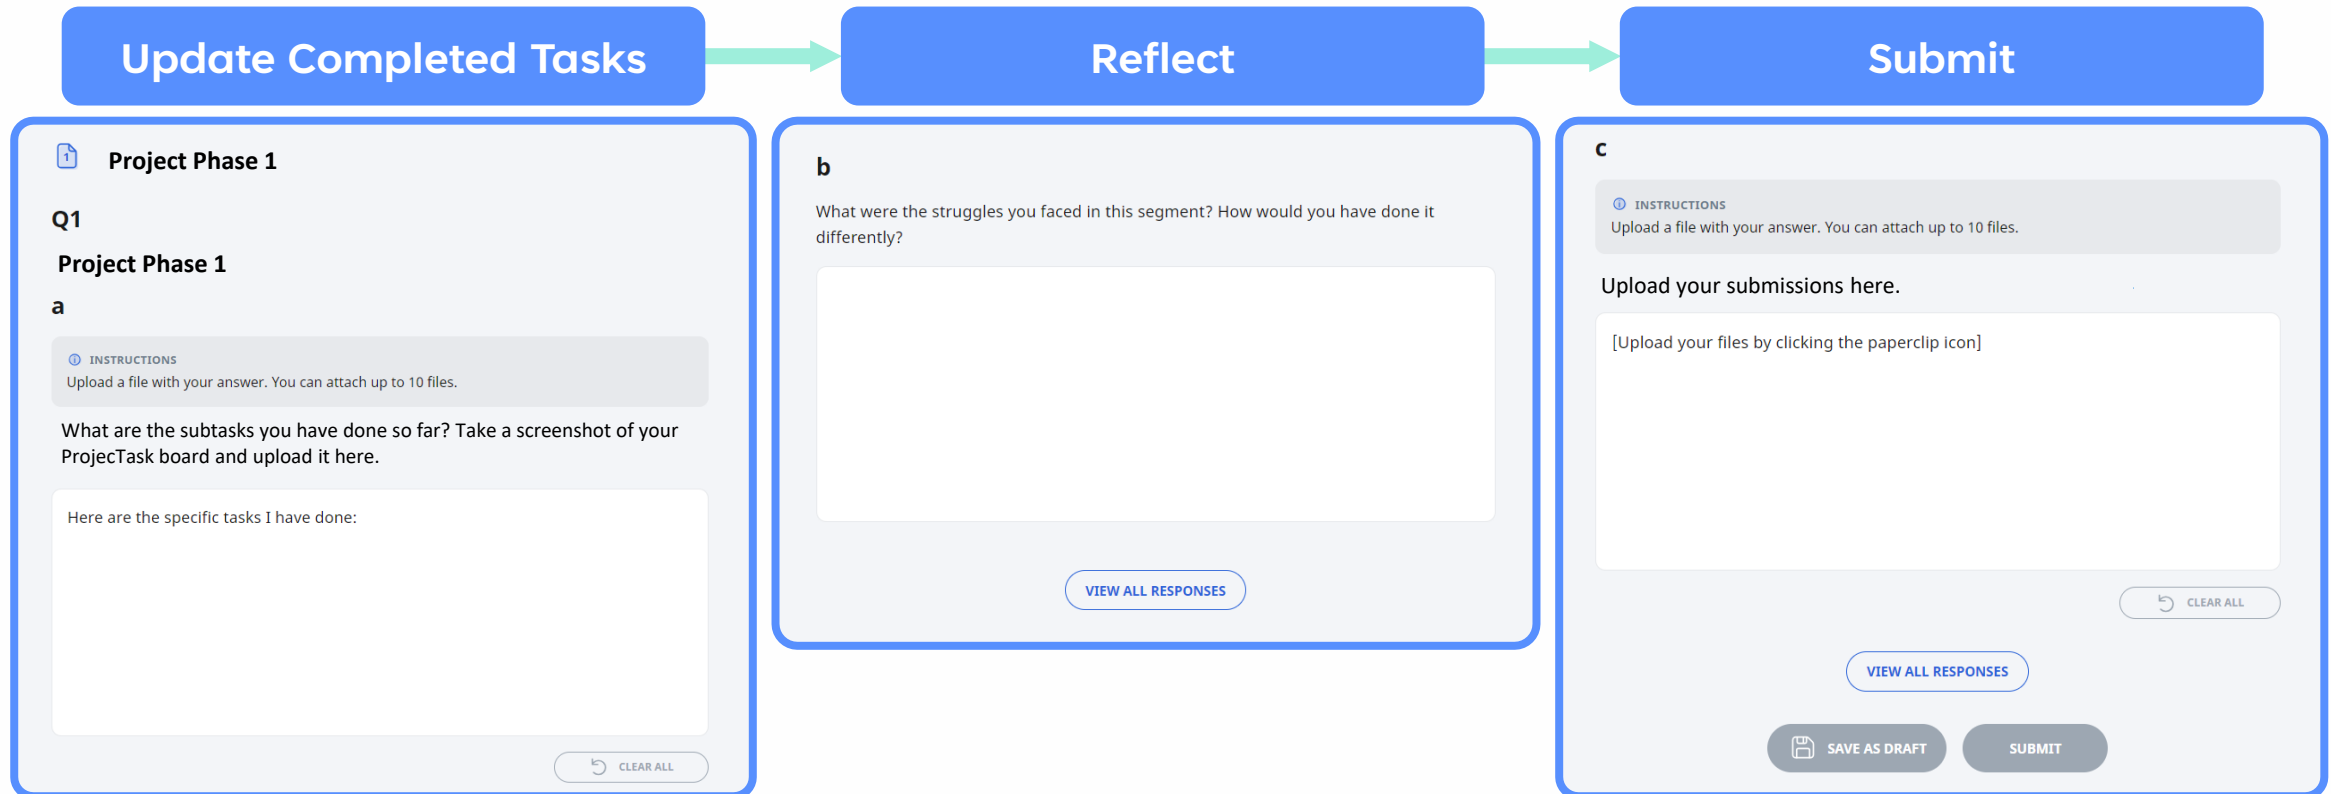 Update Completed Tasks
Reflect
Submit
1
Project Phase 1
Q1
Project Phase 1
a
INSTRUCTIONS
Upload a file with your answer. You can attach up to 10 files.
What are the subtasks you have done so far? Take a screenshot of your
ProjecTask board and upload it here.
Here are the specific tasks I have done:
CLEAR ALL
b
What were the struggles you faced in this segment? How would you have done it
differently?
VIEW ALL RESPONSES
c
INSTRUCTIONS
Upload a file with your answer. You can attach up to 10 files.
Upload your submissions here.
[Upload your files by clicking the paperclip icon]
CLEAR ALL
VIEW ALL RESPONSES
SAVE AS DRAFT
SUBMIT